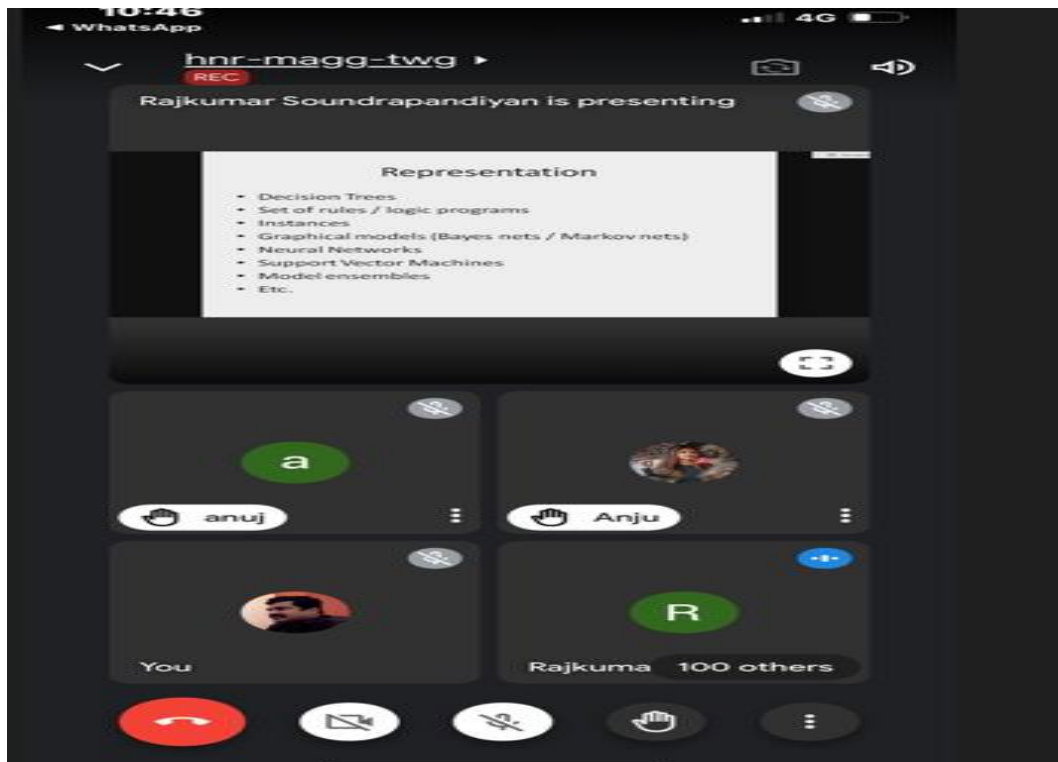 10:46
4G
◄ WhatsApp
hnr-magg-twg ▸
REC
Rajkumar Soundrapandiyan is presenting
Representation
• Decision Trees
• Set of rules / logic programs
• Instances
• Graphical models (Bayes nets / Markov nets)
• Neural Networks
• Support Vector Machines
• Model ensembles
• Etc.
a
anuj
Anju
You
R
Rajkuma
100 others